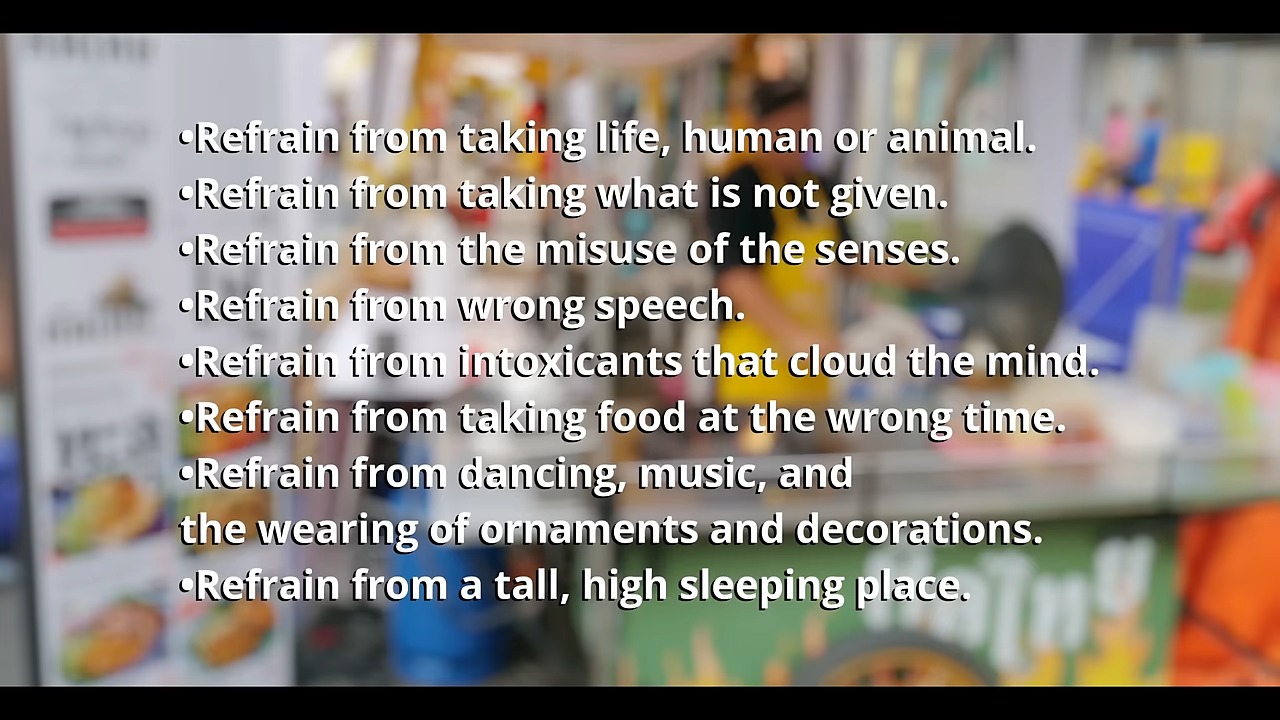 •Refrain from taking life, human or animal.
•Refrain from taking what is not given.
•Refrain from the misuse of the senses.
•Refrain from wrong speech.
•Refrain from intoxicants that cloud the mind.
•Refrain from taking food at the wrong time.
•Refrain from dancing, music, and
the wearing of ornaments and decorations.
•Refrain from a tall, high sleeping place.